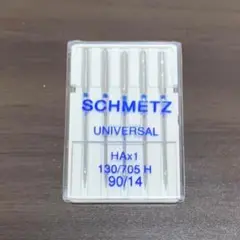 SCHMETZ
UNIVERSAL
HAx1
130/705 H
90/14